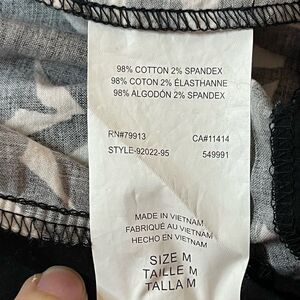 98% COTTON 2% SPANDEX
98% COTON 2% ÉLASTHANNE
98% ALGODÓN 2% SPANDEX
RN#79913 CA#11414
STYLE-92022-95 549991
MADE IN VIETNAM
FABRIQUÉ AU VIETNAM
HECHO EN VIETNAM
SIZE M
TAILLE M
TALLA M